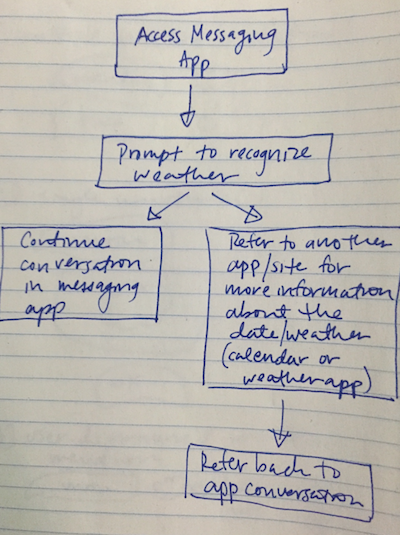 Access Messaging
App
Prompt to recognize
weather
Continue
conversation
in messaging
app
Refer to another
app/site for
more information
about the
date/weather
(calendar or
weather app)
Refer back to
app conversation